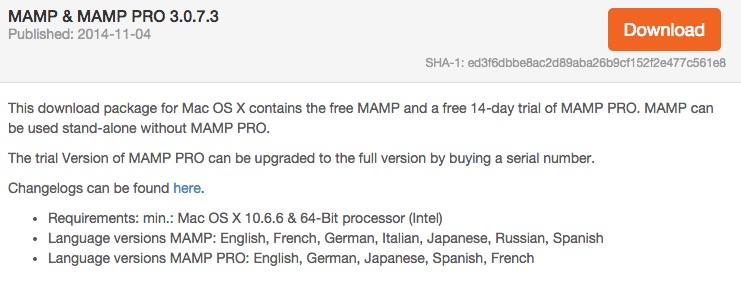 MAMP & MAMP PRO 3.0.7.3
Published: 2014-11-04
Download
SHA-1: ed3f6dbbe8ac2d89aba26b9cf152f2e477c561e8
This download package for Mac OS X contains the free MAMP and a free 14-day trial of MAMP PRO. MAMP can
be used stand-alone without MAMP PRO.
The trial Version of MAMP PRO can be upgraded to the full version by buying a serial number.
Changelogs can be found here.
• Requirements: min.: Mac OS X 10.6.6 & 64-Bit processor (Intel)
• Language versions MAMP: English, French, German, Italian, Japanese, Russian, Spanish
• Language versions MAMP PRO: English, German, Japanese, Spanish, French